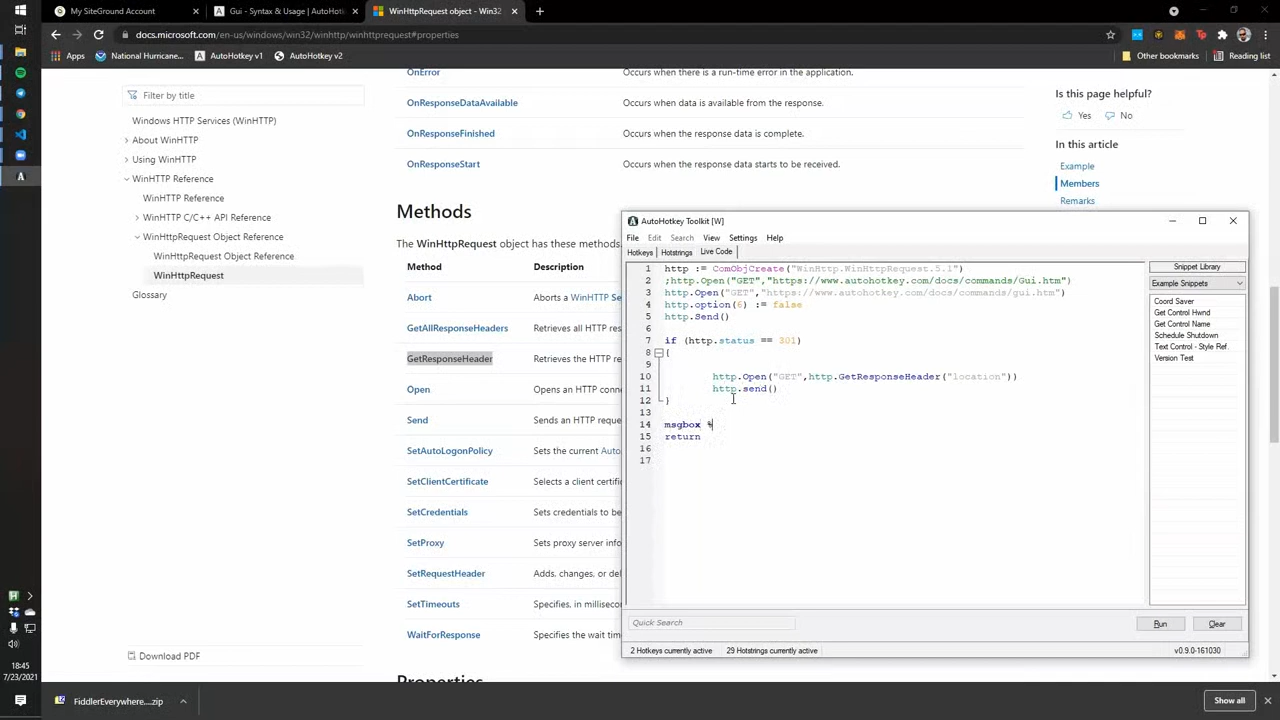 My SiteGround Account
Gui - Syntax & Usage | AutoHotk
WinHttpRequest object - Win32
docs.microsoft.com/en-us/windows/win32/winhttp/winhttprequest#properties
Apps
National Hurricane...
AutoHotkey v1
AutoHotkey v2
Other bookmarks
Reading list
Filter by title
Windows HTTP Services (WinHTTP)
About WinHTTP
Using WinHTTP
WinHTTP Reference
WinHTTP Reference
WinHTTP C/C++ API Reference
WinHttpRequest Object Reference
WinHttpRequest Object Reference
WinHttpRequest
Glossary
Download PDF
OnError
Occurs when there is a run-time error in the application.
OnResponseDataAvailable
Occurs when data is available from the response.
OnResponseFinished
Occurs when the response data is complete.
OnResponseStart
Occurs when the response data starts to be received.
Methods
The WinHttpRequest object has these methods.
Method
Description
Abort
Aborts a WinHTTP Se
GetAllResponseHeaders
Retrieves all HTTP res
GetResponseHeader
Retrieves the HTTP re
Open
Opens an HTTP conne
Send
Sends an HTTP reque
SetAutoLogonPolicy
Sets the current Auto
SetClientCertificate
Selects a client certific
SetCredentials
Sets credentials to be
SetProxy
Sets proxy server info
SetRequestHeader
Adds, changes, or del
SetTimeouts
Specifies, in millisec
WaitForResponse
Specifies the wait time
Properties
Is this page helpful?
Yes
No
In this article
Example
Members
Remarks
AutoHotkey Toolkit [W]
File
Edit
Search
View
Settings
Help
Hotkeys
Hotstrings
Live Code
1 http := ComObjCreate("WinHttp.WinHttpRequest.5.1")
2 ;http.Open("GET","https://www.autohotkey.com/docs/commands/Gui.htm")
3 http.Open("GET","https://www.autohotkey.com/docs/commands/gui.htm")
4 http.option(6) := false
5 http.Send()
6
7 if (http.status == 301)
8 {
9
10 http.Open("GET",http.GetResponseHeader("location"))
11 http.send()
12 }
13
14 msgbox %
15 return
16
17
Snippet Library
Example Snippets
Coord Saver
Get Control Hwnd
Get Control Name
Schedule Shutdown
Text Control - Style Ref.
Version Test
Quick Search
Run
Clear
2 Hotkeys currently active
29 Hotstrings currently active
v0.9.0-161030
18:45
7/23/2021
FiddlerEverywhere....zip
Show all